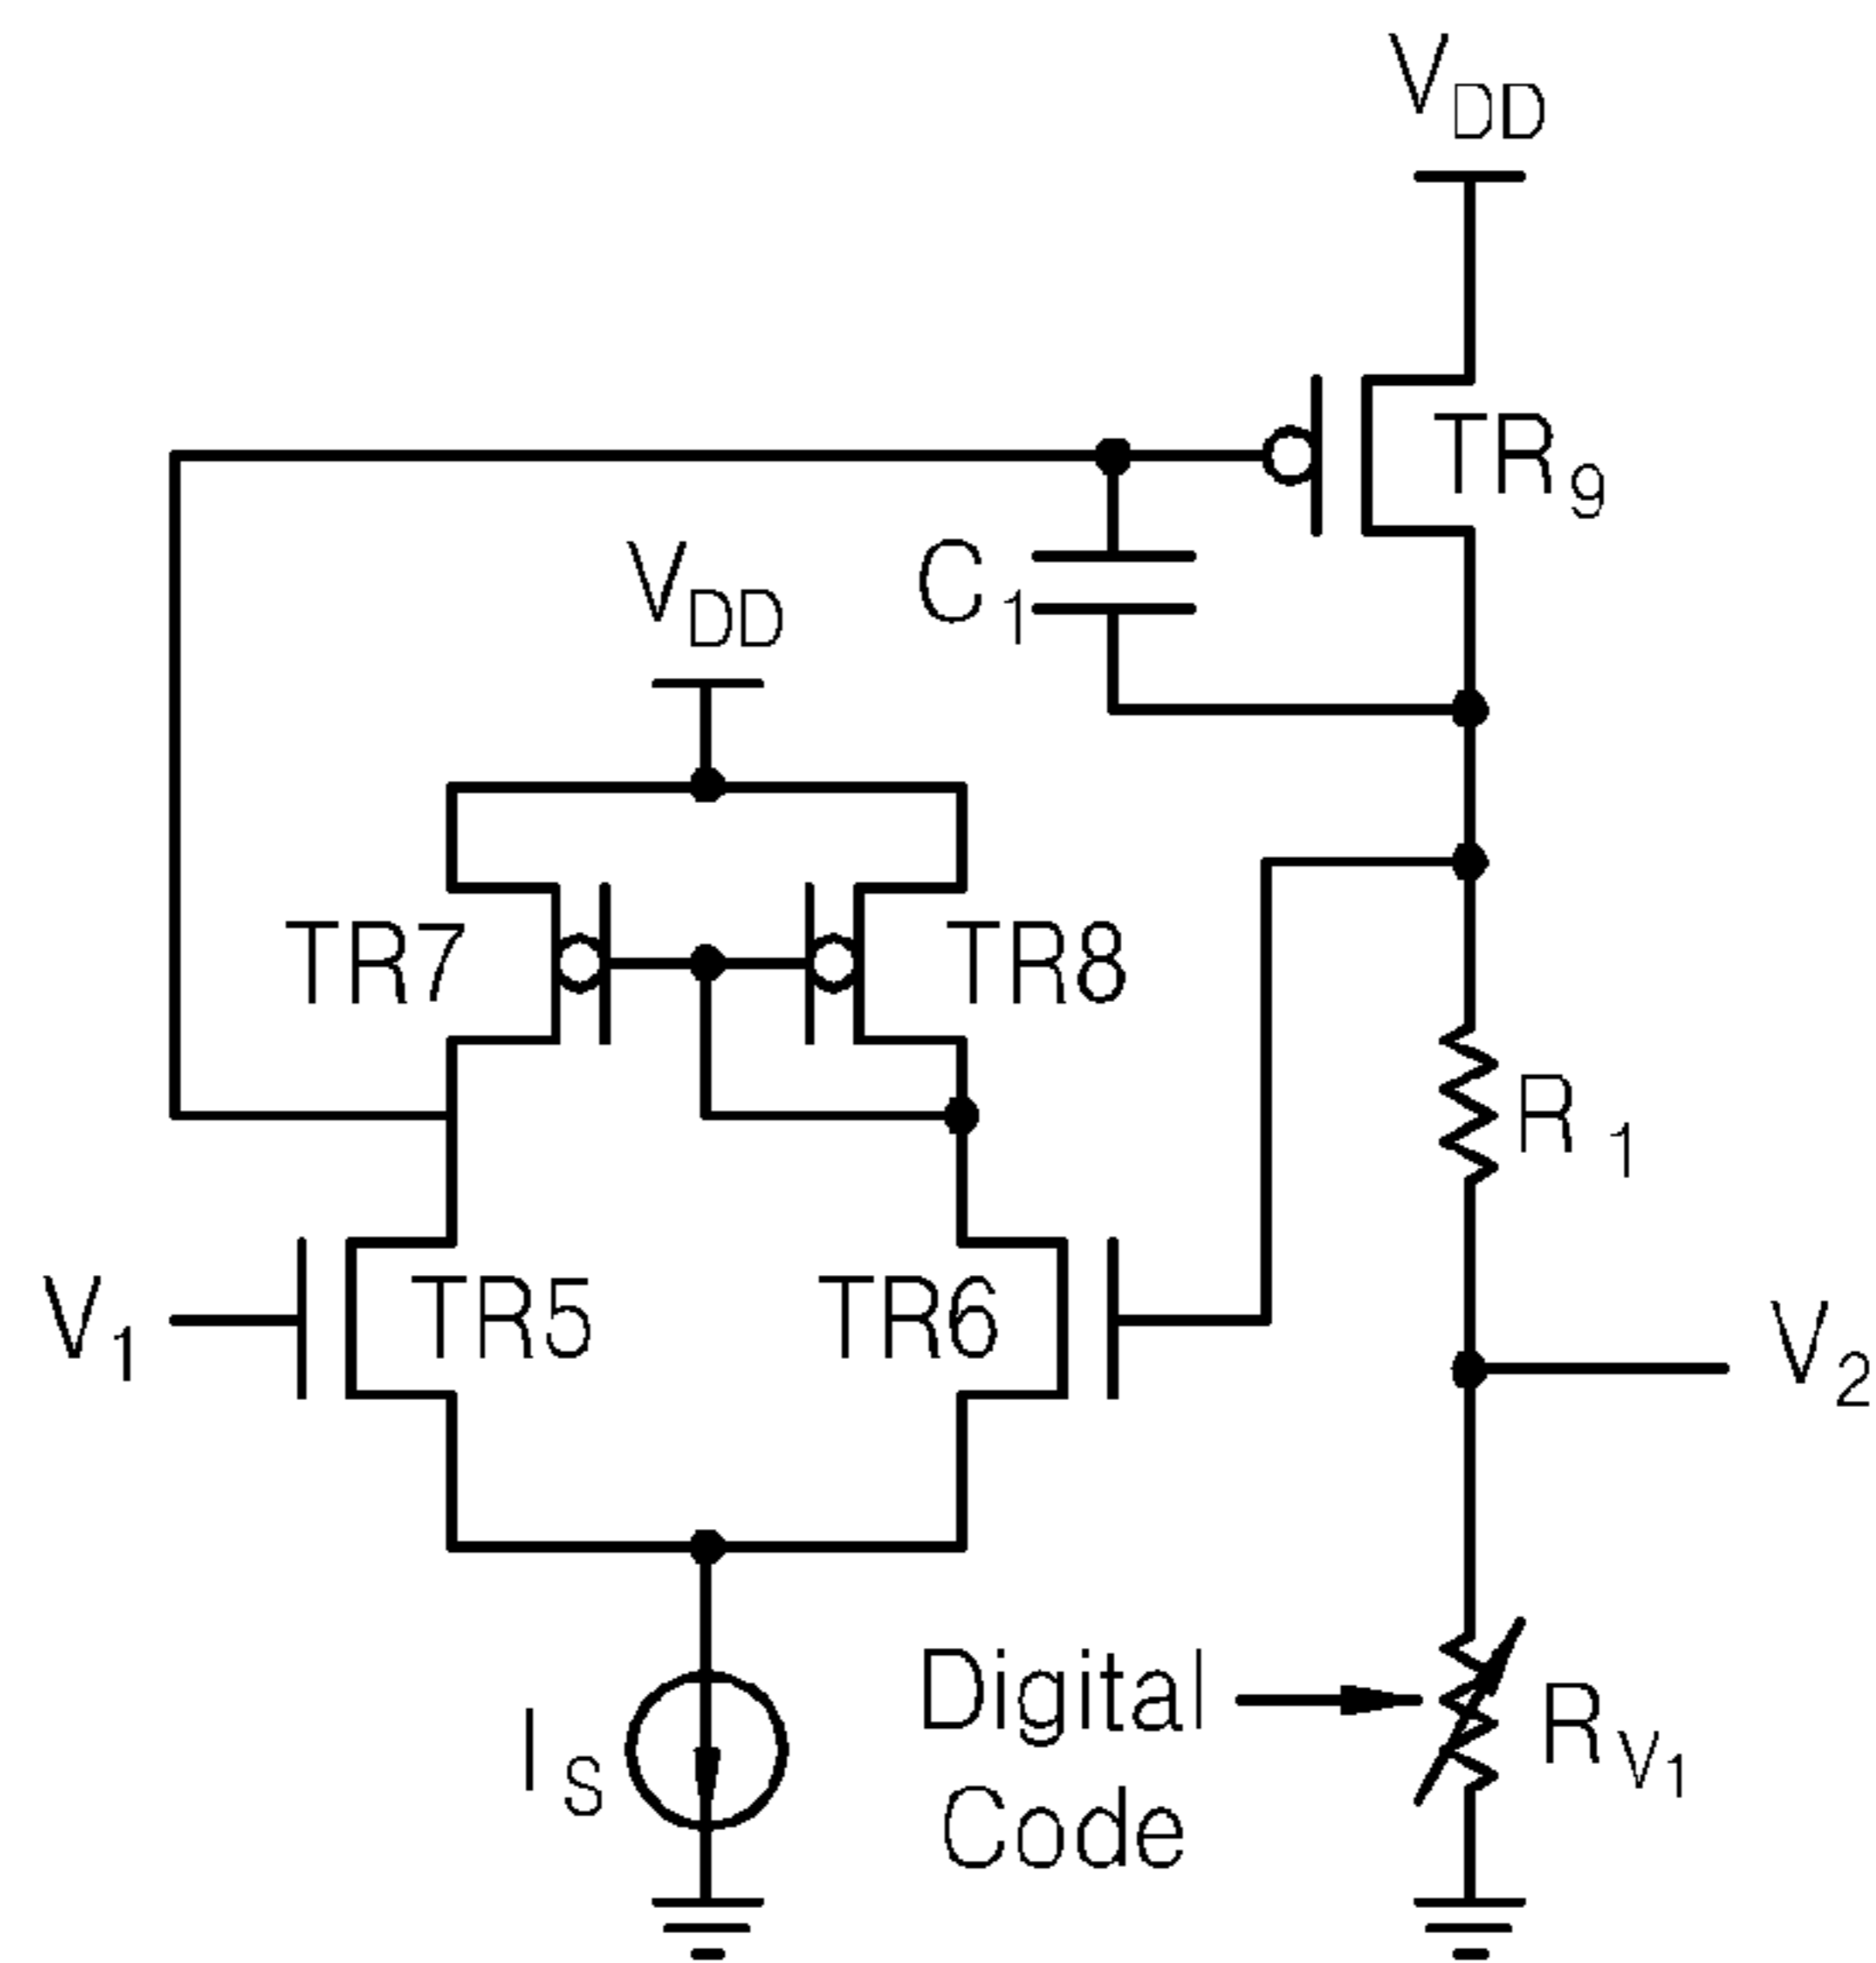 VDD
TR9
VDD
C1
TR7
TR8
R1
V1
TR5
TR6
V2
Digital
Code
RV1
IS